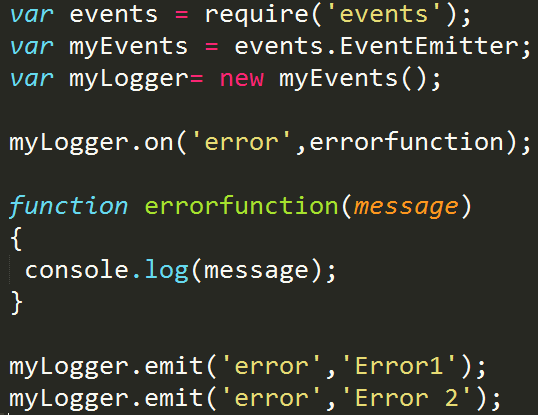 var events = require('events');
var myEvents = events.EventEmitter;
var myLogger= new myEvents();
myLogger.on('error',errorfunction);
function errorfunction(message)
{
console.log(message);
}
myLogger.emit('error','Error1');
myLogger.emit('error','Error 2');